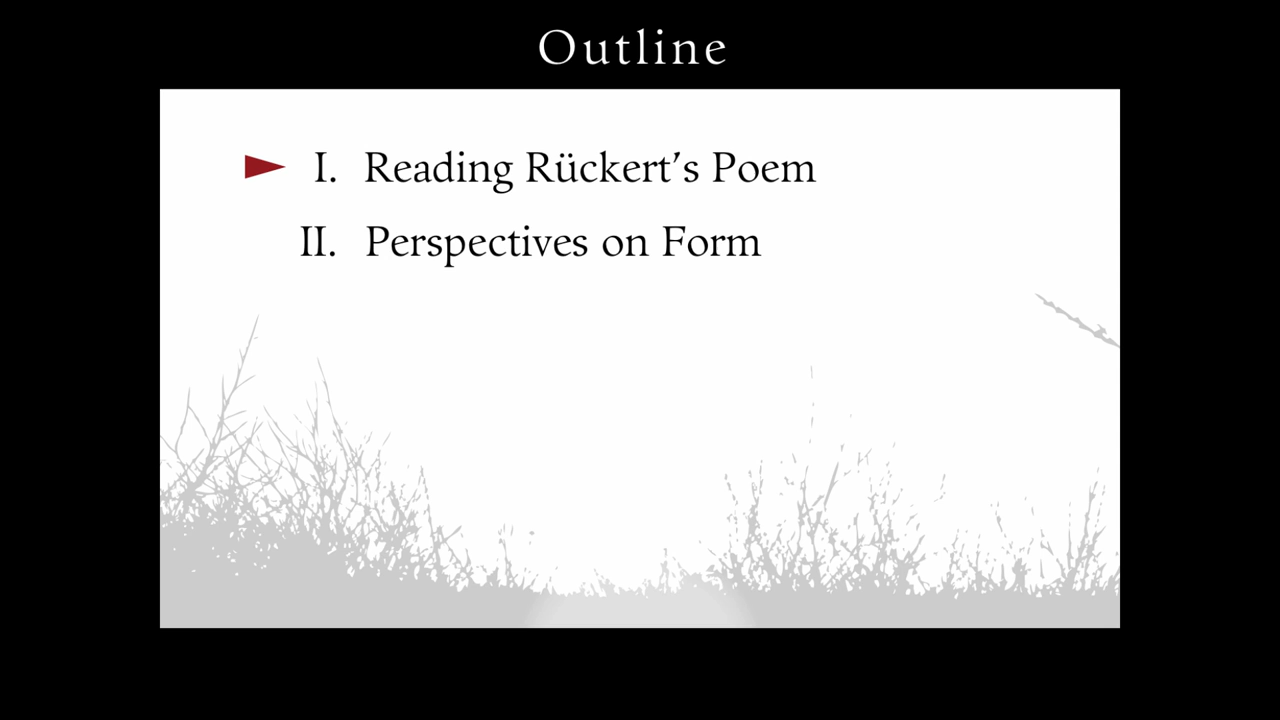 Outline
I. Reading Rückert’s Poem
II. Perspectives on Form